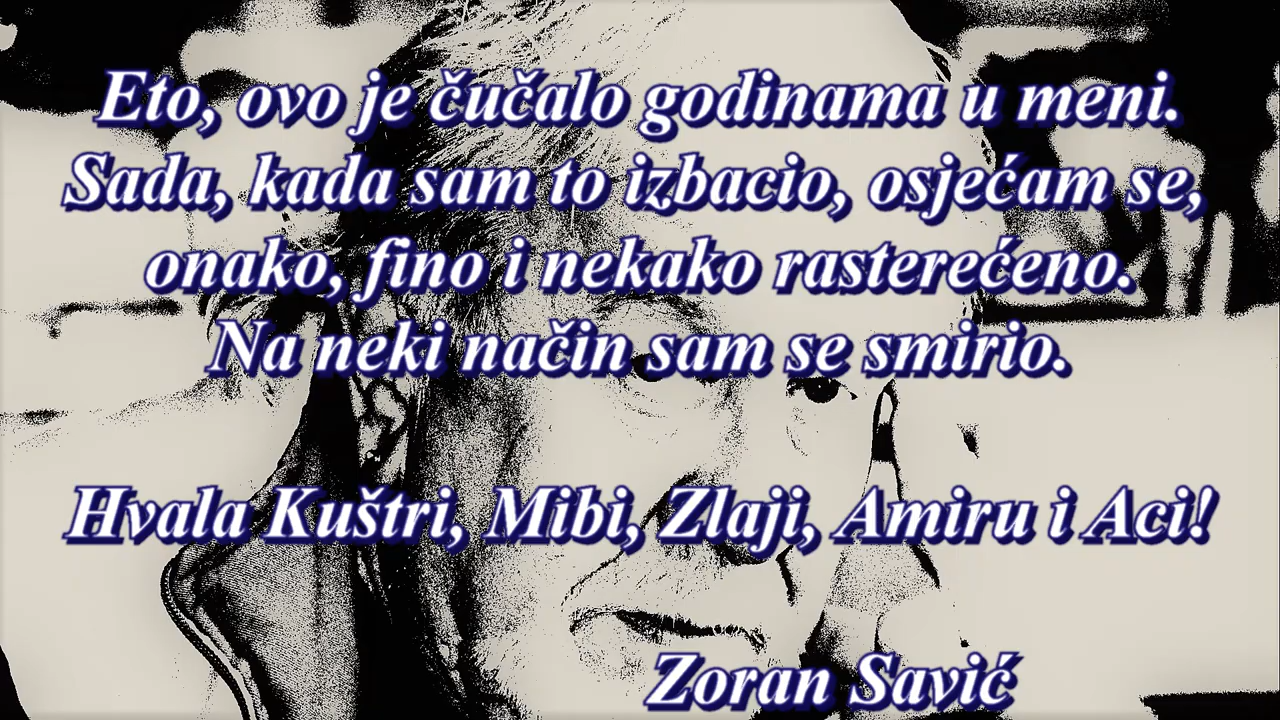 Eto, ovo je čučalo godinama u meni.
Sada, kada sam to izbacio, osjećam se,
onako, fino i nekako rasterećeno.
Na neki način sam se smirio.
Hvala Kuštri, Mibi, Zlaji, Amiru i Aci!
Zoran Savić